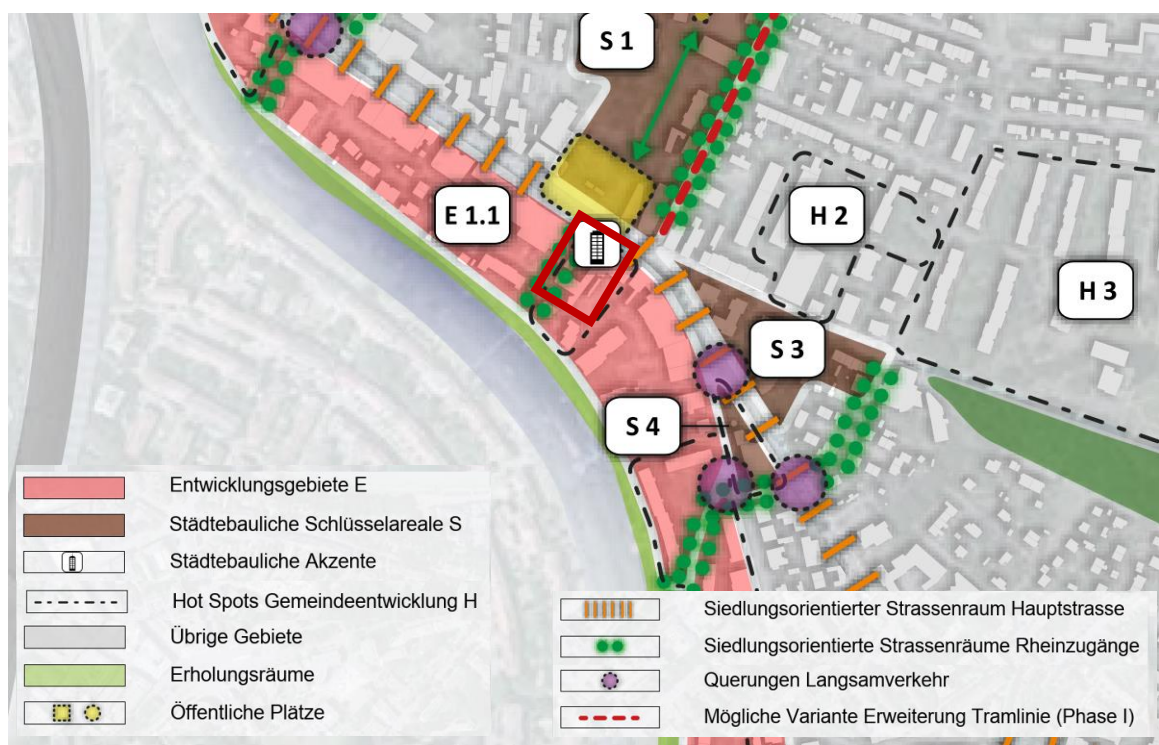 S 1
E 1.1
H 2
H 3
S 3
S 4
Entwicklungsgebiete E
Städtebauliche Schlüsselareale S
Städtebauliche Akzente
Hot Spots Gemeindeentwicklung H
Übrige Gebiete
Erholungsräume
Öffentliche Plätze
Siedlungsorientierter Strassenraum Hauptstrasse
Siedlungsorientierte Strassenräume Rheinzugänge
Querungen Langsamverkehr
Mögliche Variante Erweiterung Tramlinie (Phase I)